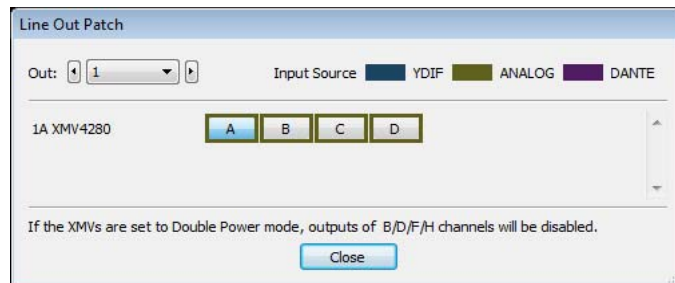 Line Out Patch
Out: 1 Input Source YDIF ANALOG DANTE
1A XMV4280 A B C D
If the XMVs are set to Double Power mode, outputs of B/D/F/H channels will be disabled.
Close